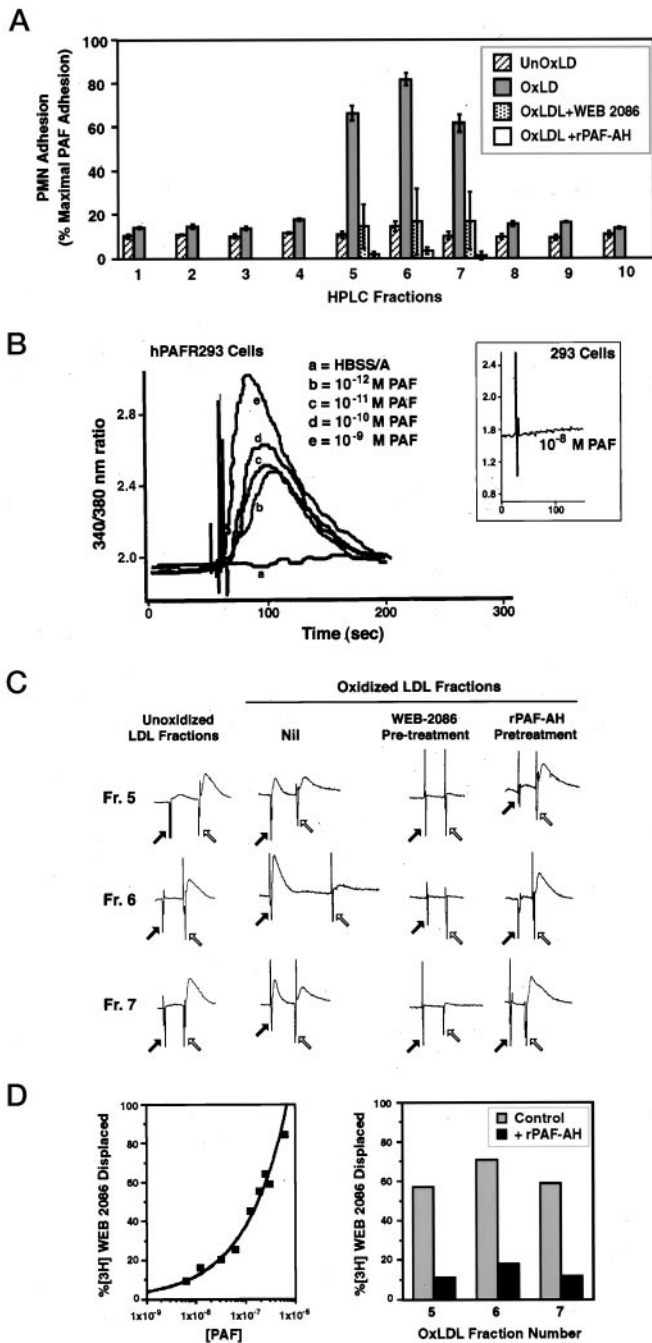 A
PMN Adhesion
(% Maximal PAF Adhesion)
100
80
60
40
20
0
UnOxLD
OxLD
OxLDL+WEB 2086
OxLDL +rPAF-AH
1 2 3 4 5 6 7 8 9 10
HPLC Fractions
B
hPAFR293 Cells
340/380 nm ratio
2.8
2.4
2.0
a = HBSS/A
b = 10⁻¹² M PAF
c = 10⁻¹¹ M PAF
d = 10⁻¹⁰ M PAF
e = 10⁻⁹ M PAF
e
d
c
b
a
0 100 200 300
Time (sec)
293 Cells
2.4
1.8
1.2
0.8
10⁻⁸ M PAF
0 100
C
Oxidized LDL Fractions
Unoxidized
LDL Fractions
Nil
WEB-2086
Pre-treatment
rPAF-AH
Pretreatment
Fr. 5
Fr. 6
Fr. 7
D
%[3H] WEB 2086 Displaced
100
80
60
40
20
0
1x10⁻⁹ 1x10⁻⁸ 1x10⁻⁷ 1x10⁻⁶
[PAF]
%[3H] WEB 2086 Displaced
100
80
60
40
20
0
Control
+ rPAF-AH
5 6 7
OxLDL Fraction Number